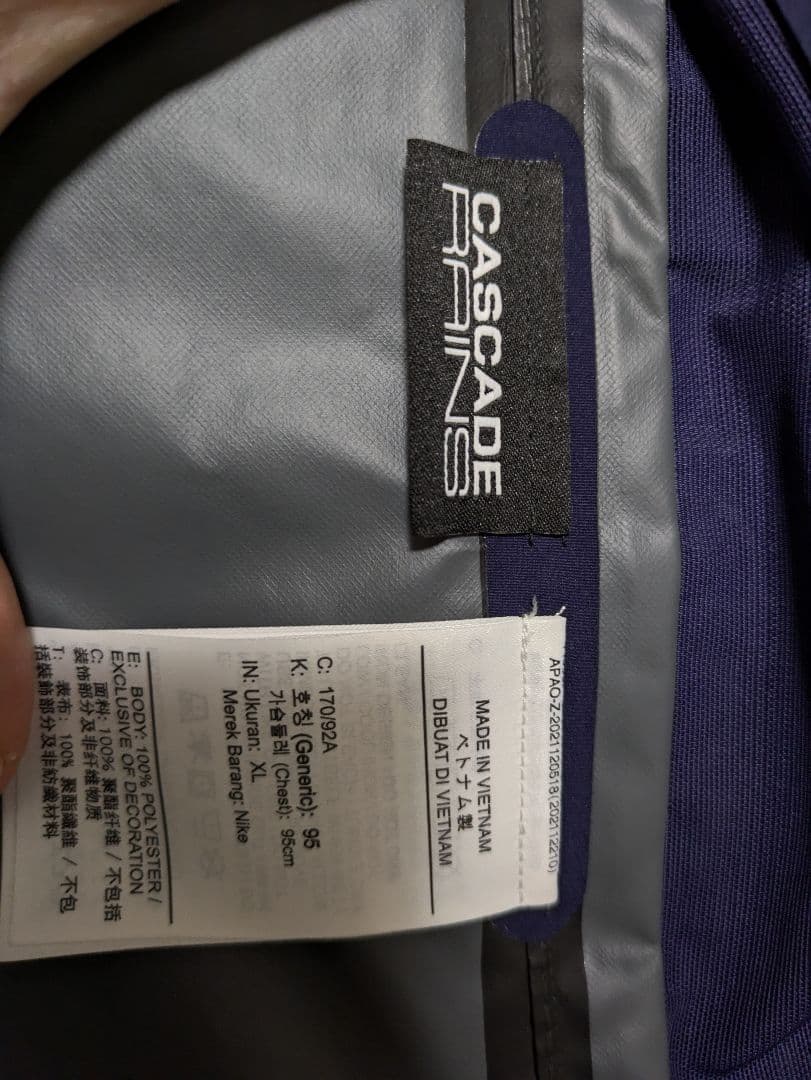 CASCADE
RAINS
APAO-Z-2021120518(20211221O)
MADE IN VIETNAM
ベトナム製
DIBUAT DI VIETNAM
C: 170/92A
K: 호칭 (Generic): 95
가슴둘레 (Chest): 95cm
IN: Ukuran: XL
Merek Barang: Nike
E: BODY: 100% POLYESTER /
EXCLUSIVE OF DECORATION
C: 面料: 100% 聚酯纤维 / 不包括
装饰部分及非纤维物质
T: 表布: 100% 聚酯纖維 / 不包
括裝飾部分及非紡織材料